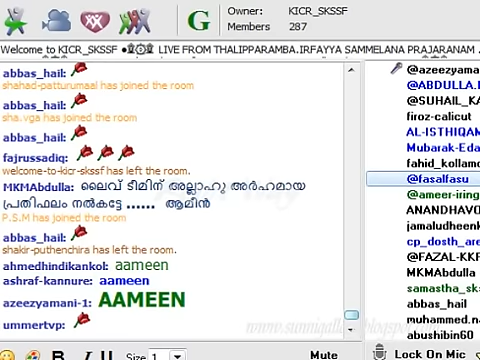 G
Owner: KICR_SKSSF
Members 287
Welcome to KICR_SKSSF
LIVE FROM THALIPPARAMBA.IRFAYYA SAMMELANA PRAJARANAM
abbas_hail:
shahad-patturumaal has joined the room
abbas_hail:
sha.vga has joined the room
abbas_hail:
fajrussadiq:
welcome-to-kicr-skssf has left the room.
MKMAbdulla: ലൈവ് ടീമിന് അല്ലാഹു അർഹമായ
പ്രതിഫലം നൽകട്ടേ ...... ആമീൻ
P.S.M has joined the room
abbas_hail:
shakir-puthenchira has left the room.
ahmedhindikankol: aameen
ashraf-kannure: aameen
azeezyamani-1: AAMEEN
ummertvp:
B I U Size 1
@azeezyaman
@ABDULLA.
@SUHAIL_KA
firoz-calicut
AL-ISTHIQAM
Mubarak-Eda
fahid_kollamo
@fasalfasu
@ameer-iring
ANANDHAVO
jamaludheenk
cp_dosth_are
@FAZAL-KKF
MKMAbdulla
samastha_sk
abbas_hail
muhammed.n
abushibin60
Mute
Lock On Mic